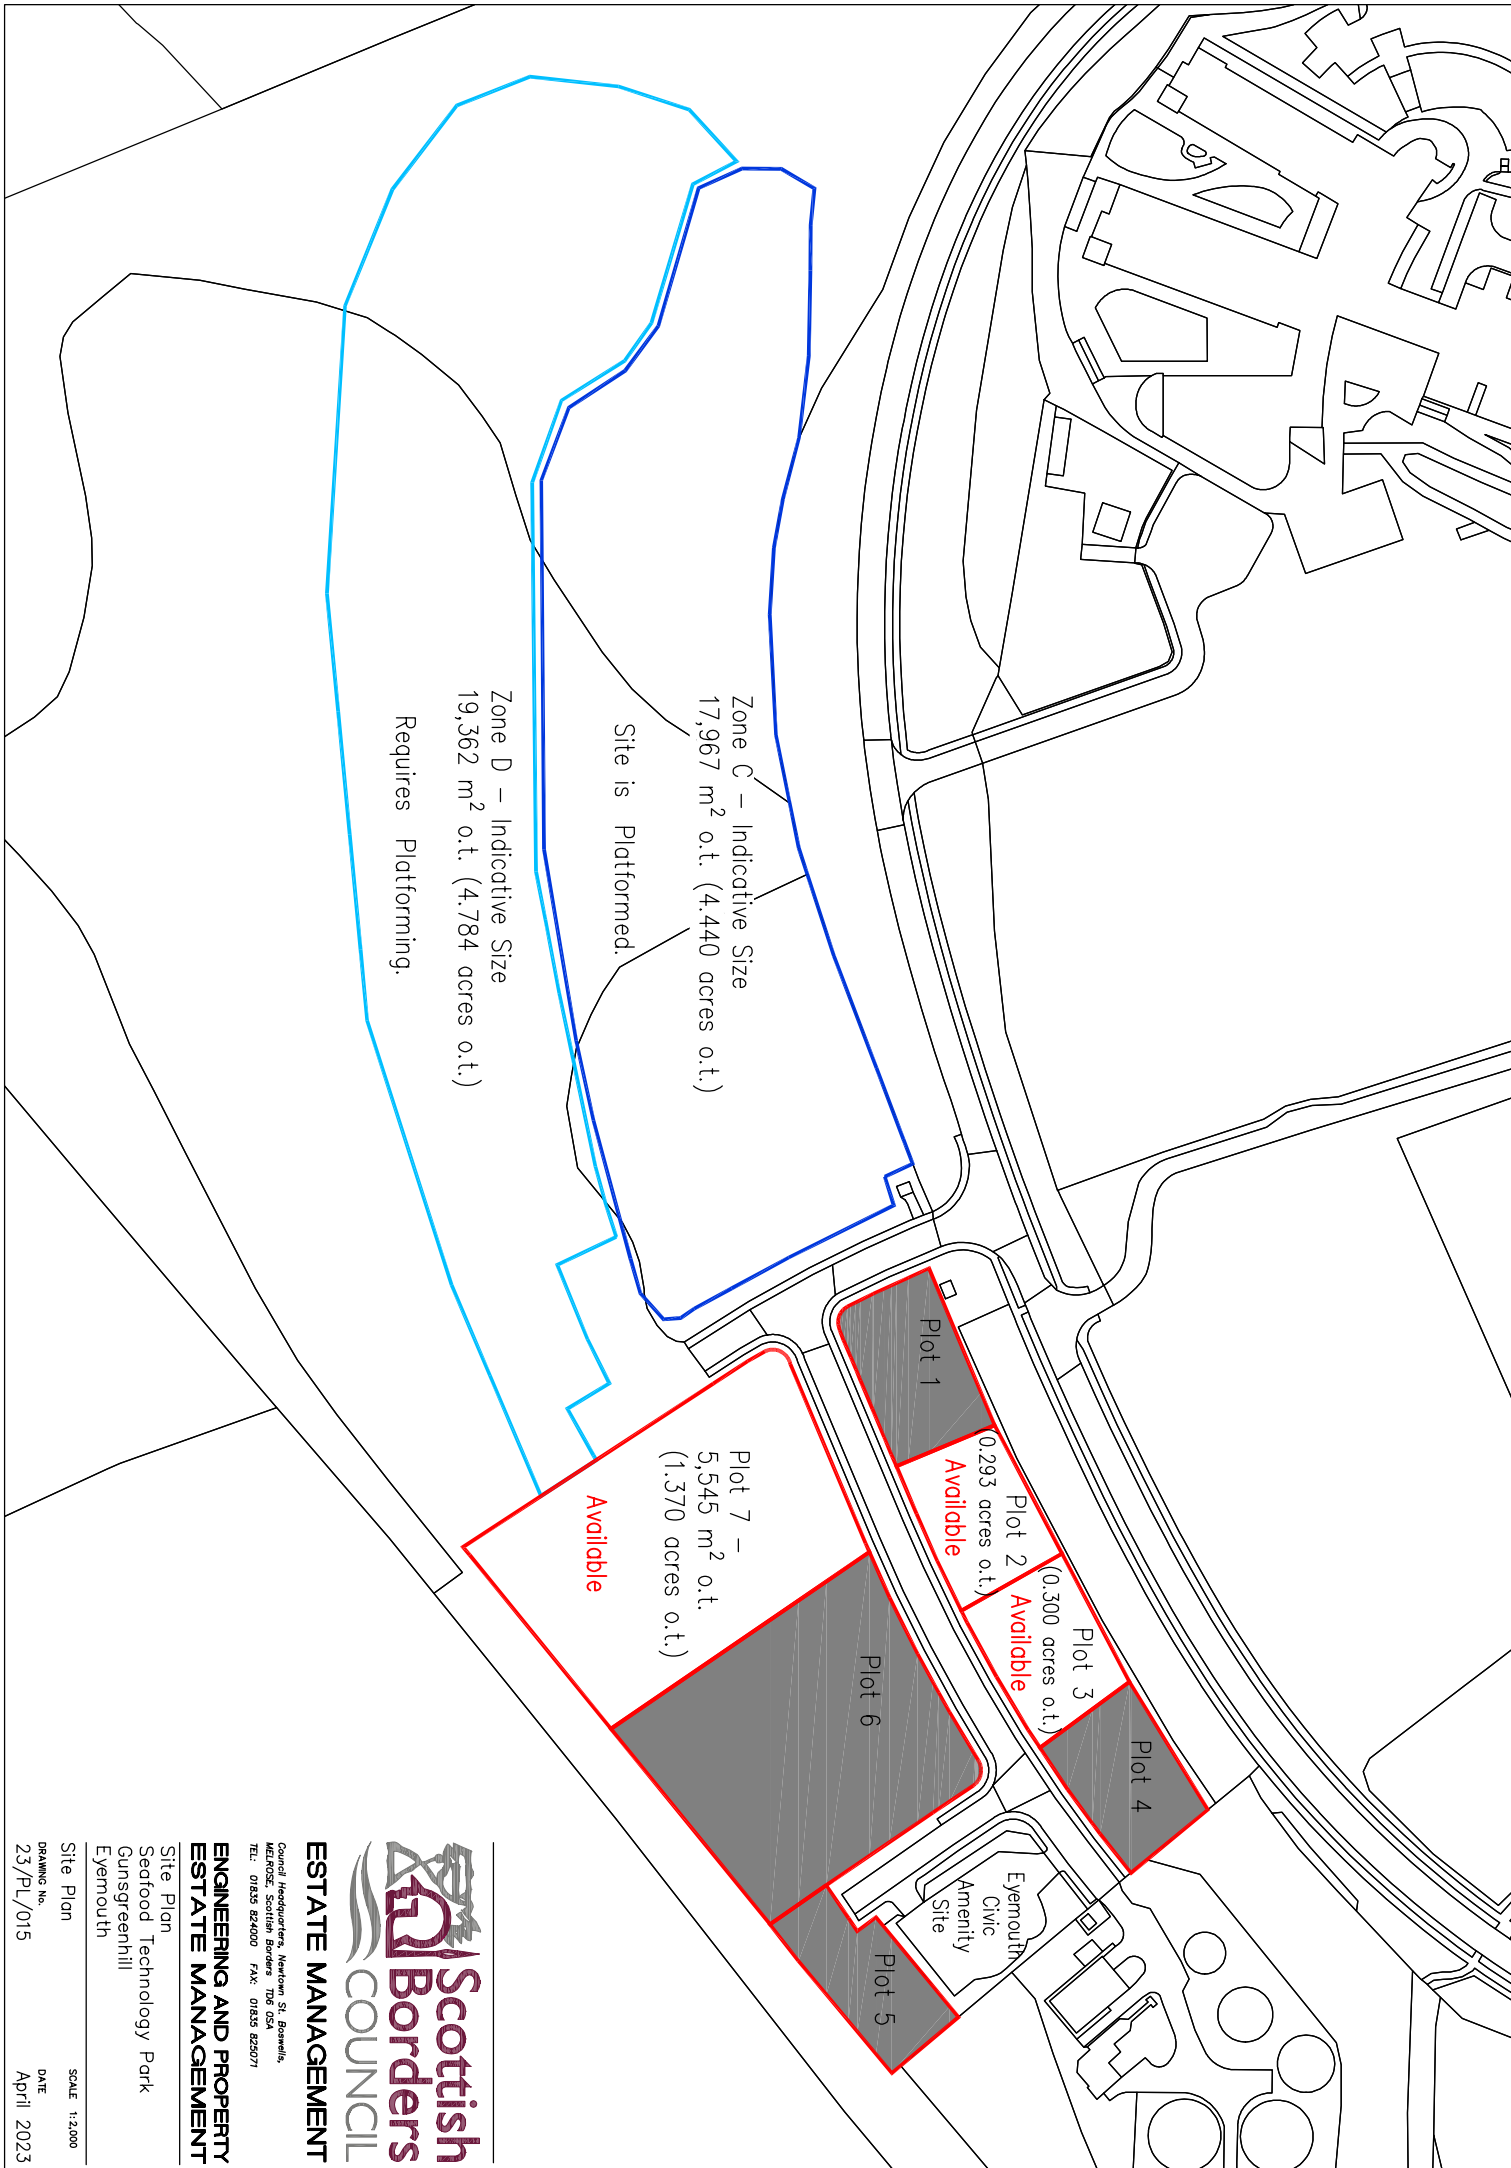 Zone C – Indicative Size
17,967 m² o.t. (4.440 acres o.t.)
Site is Platformed.
Zone D – Indicative Size
19,362 m² o.t. (4.784 acres o.t.)
Requires Platforming.
Plot 1
Plot 2
(0.293 acres o.t.)
Available
Plot 3
(0.300 acres o.t.)
Available
Plot 4
Plot 7 –
5,545 m² o.t.
(1.370 acres o.t.)
Available
Plot 6
Plot 5
Eyemouth
Civic
Amenity
Site
Scottish
Borders
COUNCIL
ESTATE MANAGEMENT
Council Headquarters, Newtown St. Boswells,
MELROSE, Scottish Borders TD6 0SA
TEL: 01835 824000 FAX: 01835 825071
ENGINEERING AND PROPERTY
ESTATE MANAGEMENT
Site Plan
Seafood Technology Park
Gunsgreenhill
Eyemouth
Site Plan
SCALE 1:2,000
DRAWING No.
23/PL/015
DATE
April 2023